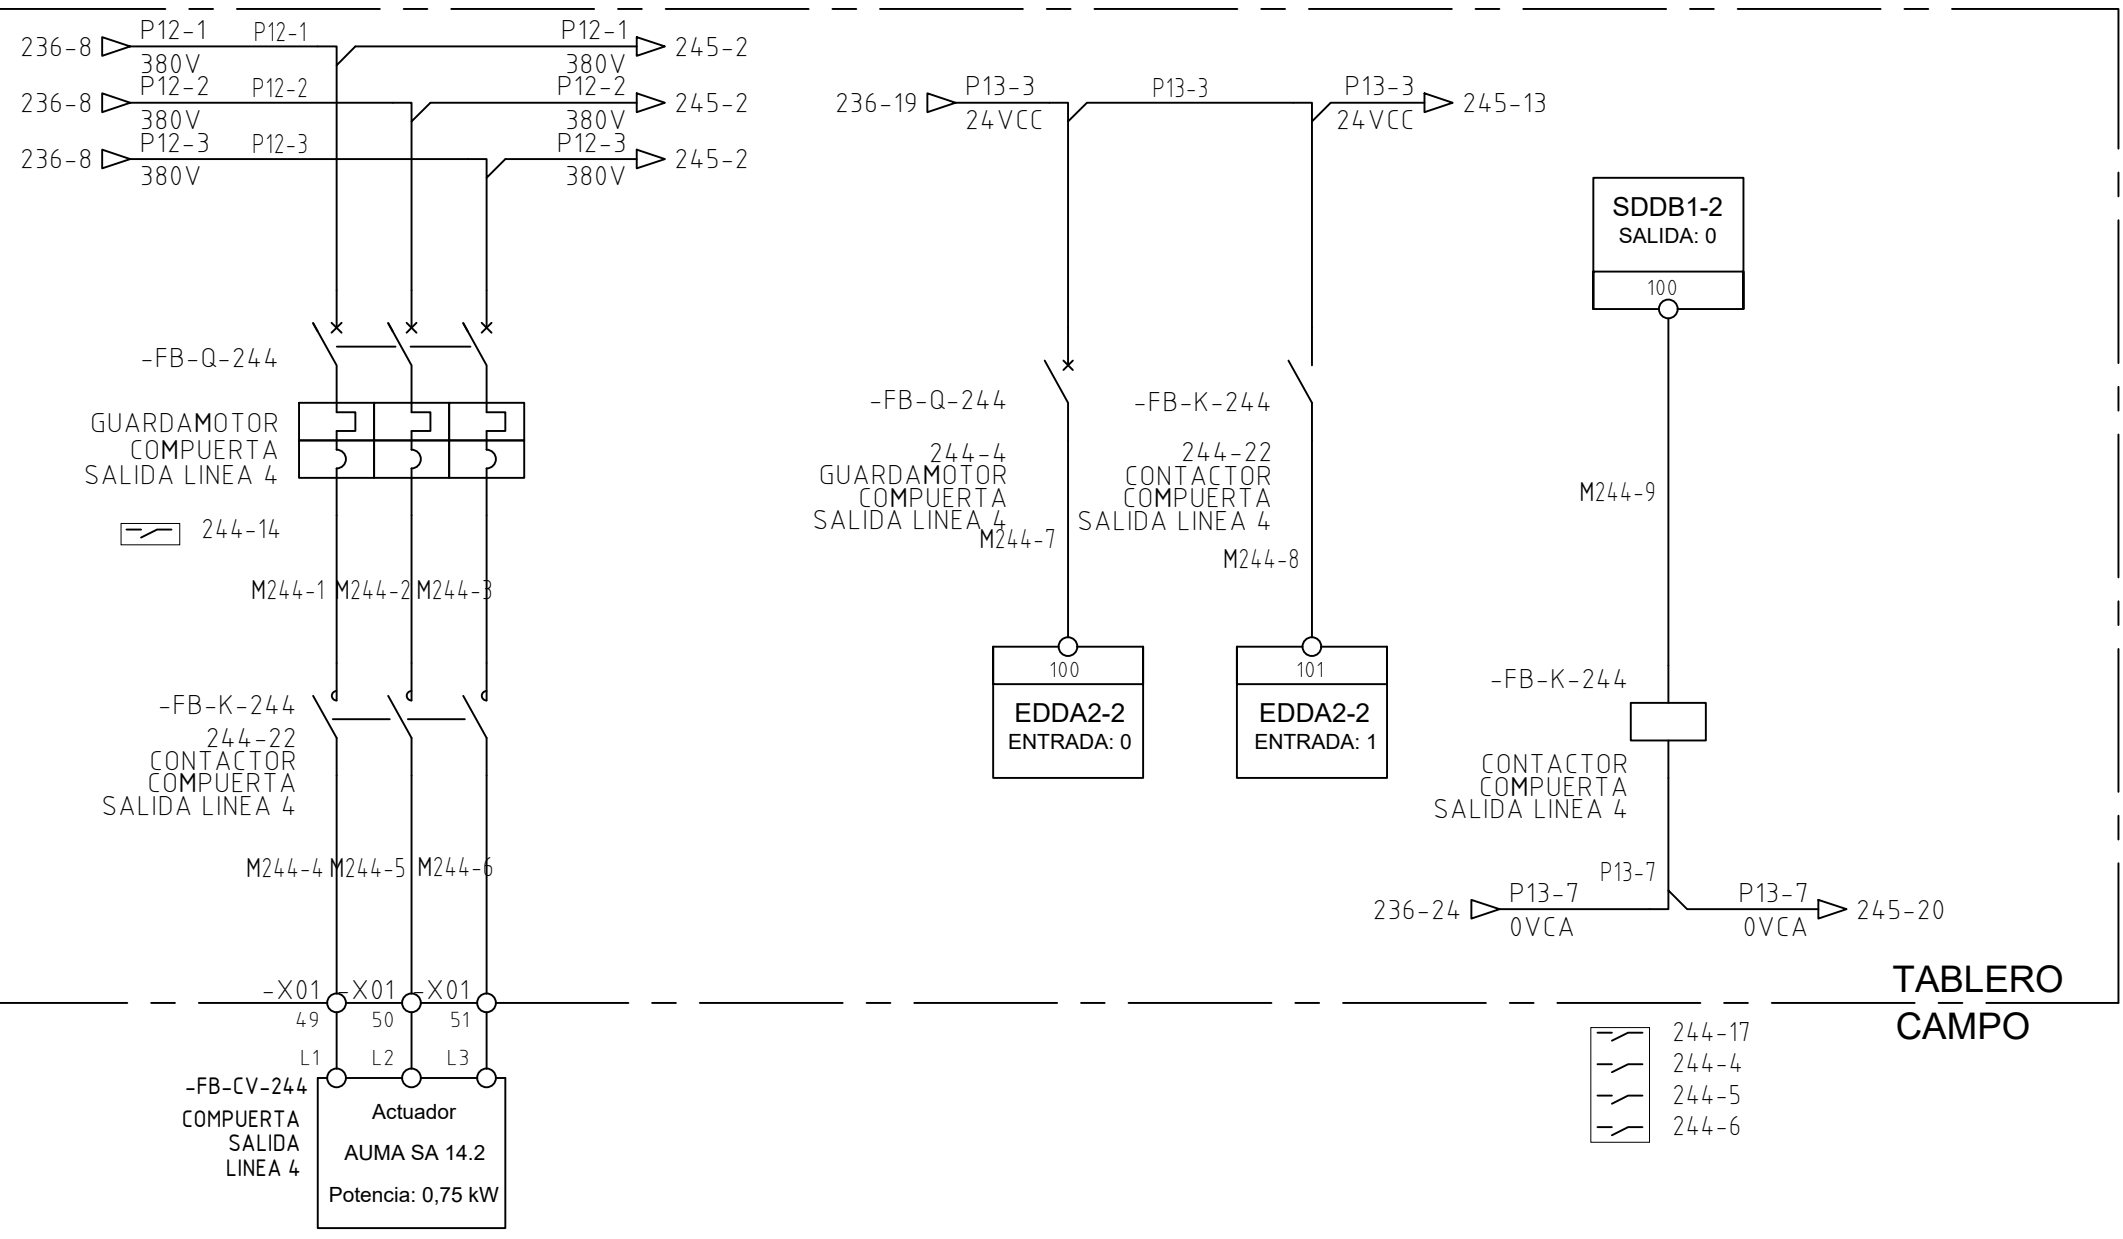 236-8
P12-1
380V
P12-1
P12-1
380V
245-2
236-8
P12-2
380V
P12-2
P12-2
380V
245-2
236-8
P12-3
380V
P12-3
P12-3
380V
245-2
236-19
P13-3
24VCC
P13-3
P13-3
24VCC
245-13
SDDB1-2
SALIDA: 0
100
-FB-Q-244
GUARDAMOTOR
COMPUERTA
SALIDA LINEA 4
244-14
M244-1
M244-2
M244-3
-FB-K-244
244-22
CONTACTOR
COMPUERTA
SALIDA LINEA 4
M244-4
M244-5
M244-6
-X01
-X01
-X01
49
50
51
L1
L2
L3
-FB-CV-244
COMPUERTA
SALIDA
LINEA 4
Actuador
AUMA SA 14.2
Potencia: 0,75 kW
-FB-Q-244
244-4
GUARDAMOTOR
COMPUERTA
SALIDA LINEA 4
M244-7
100
EDDA2-2
ENTRADA: 0
-FB-K-244
244-22
CONTACTOR
COMPUERTA
SALIDA LINEA 4
M244-8
101
EDDA2-2
ENTRADA: 1
M244-9
-FB-K-244
CONTACTOR
COMPUERTA
SALIDA LINEA 4
P13-7
236-24
P13-7
0VCA
P13-7
0VCA
245-20
TABLERO
CAMPO
244-17
244-4
244-5
244-6